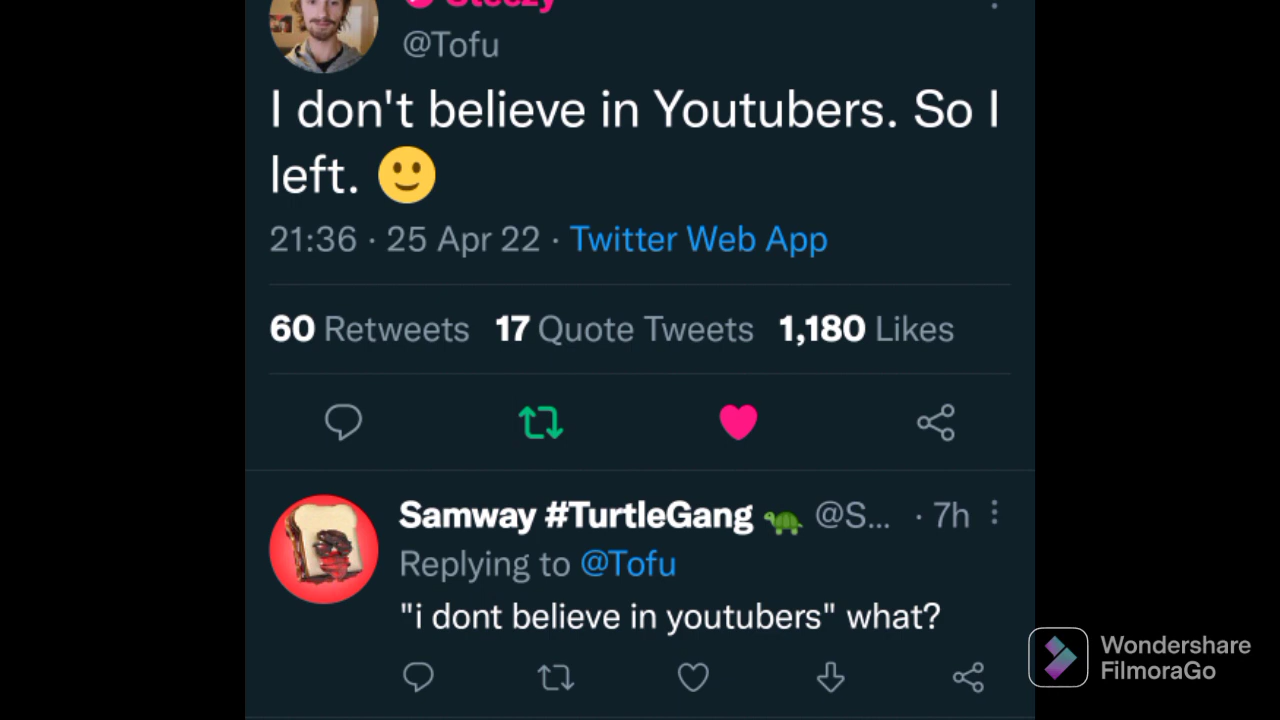 Steezy
@Tofu
I don't believe in Youtubers. So I
left. 🙂
21:36 · 25 Apr 22 · Twitter Web App
60 Retweets 17 Quote Tweets 1,180 Likes
Samway #TurtleGang 🐢 @S... · 7h
Replying to @Tofu
"i dont believe in youtubers" what?
Wondershare
FilmoraGo